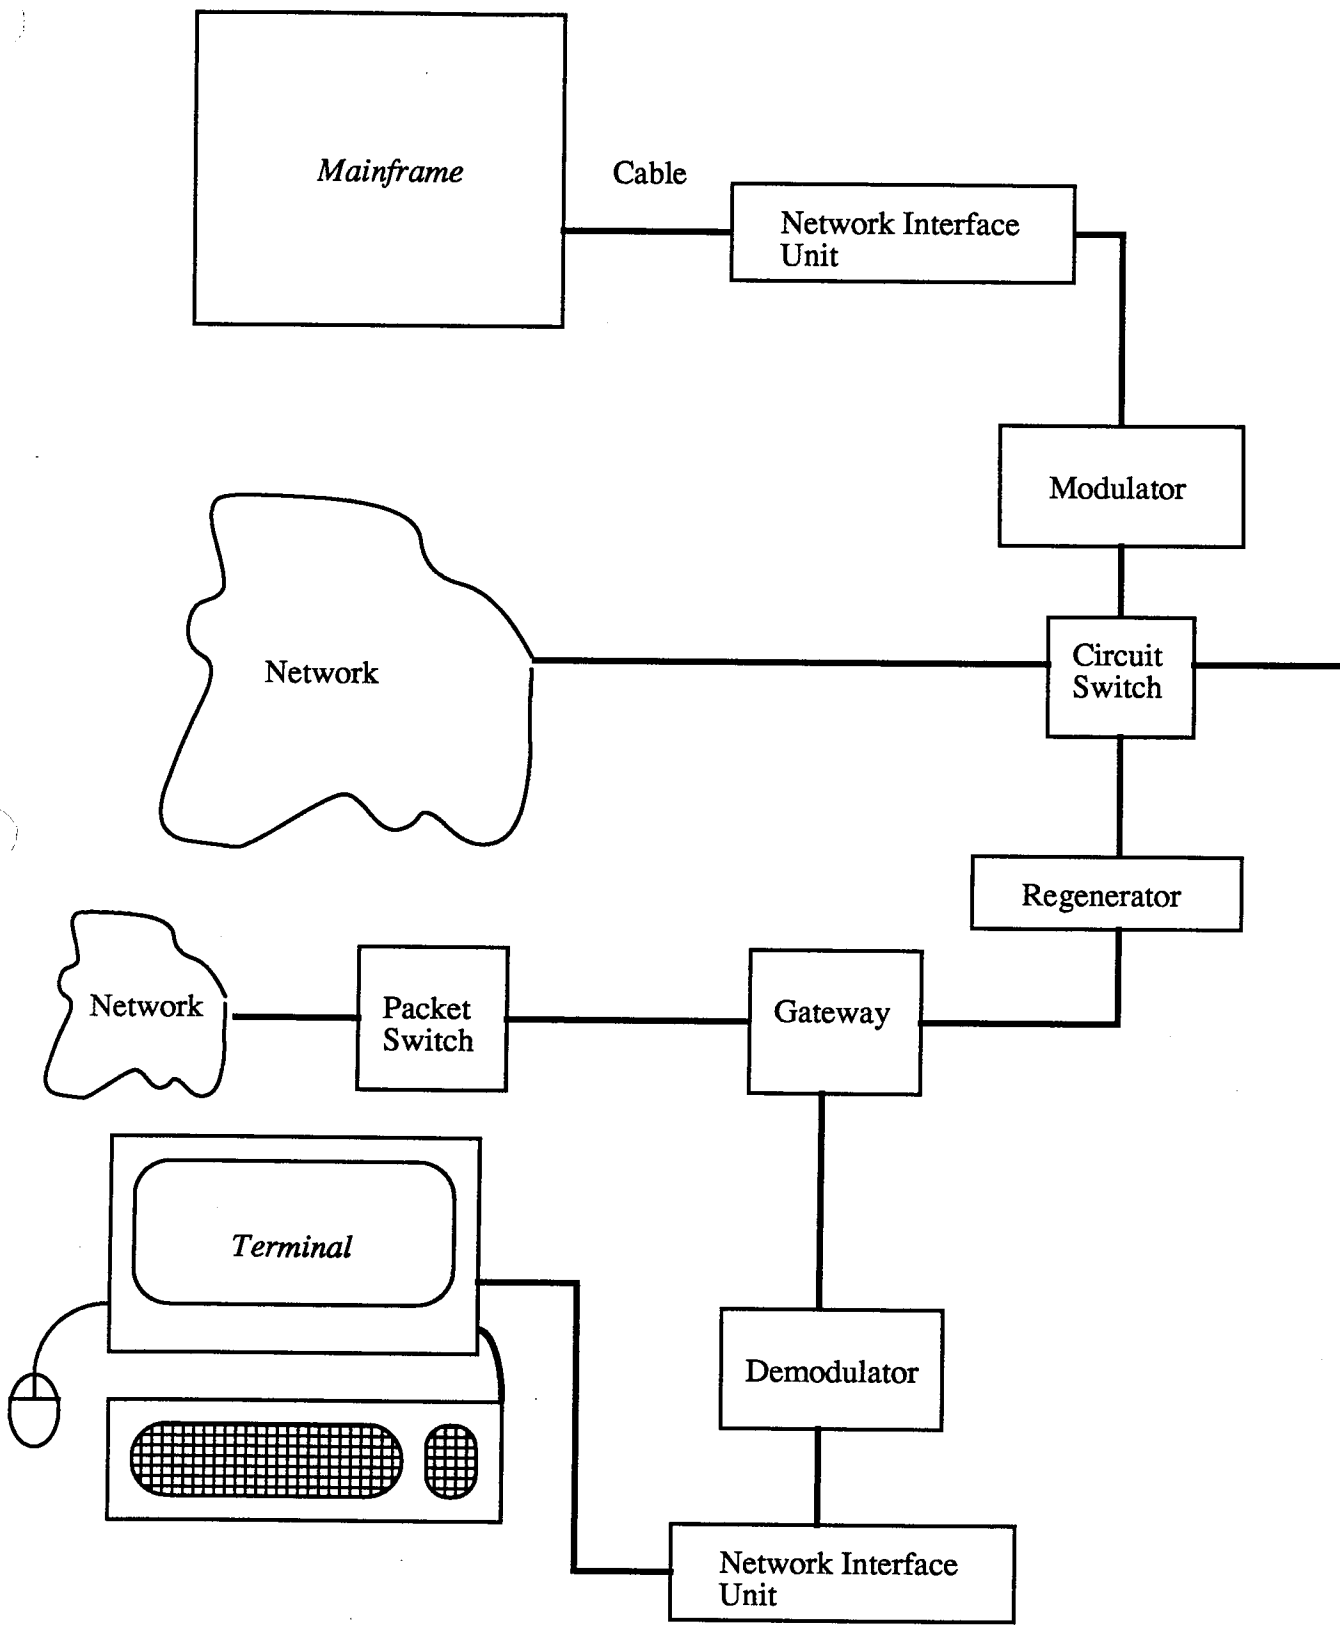 Mainframe
Cable
Network Interface
Unit
Modulator
Network
Circuit
Switch
Regenerator
Network
Packet
Switch
Gateway
Terminal
Demodulator
Network Interface
Unit